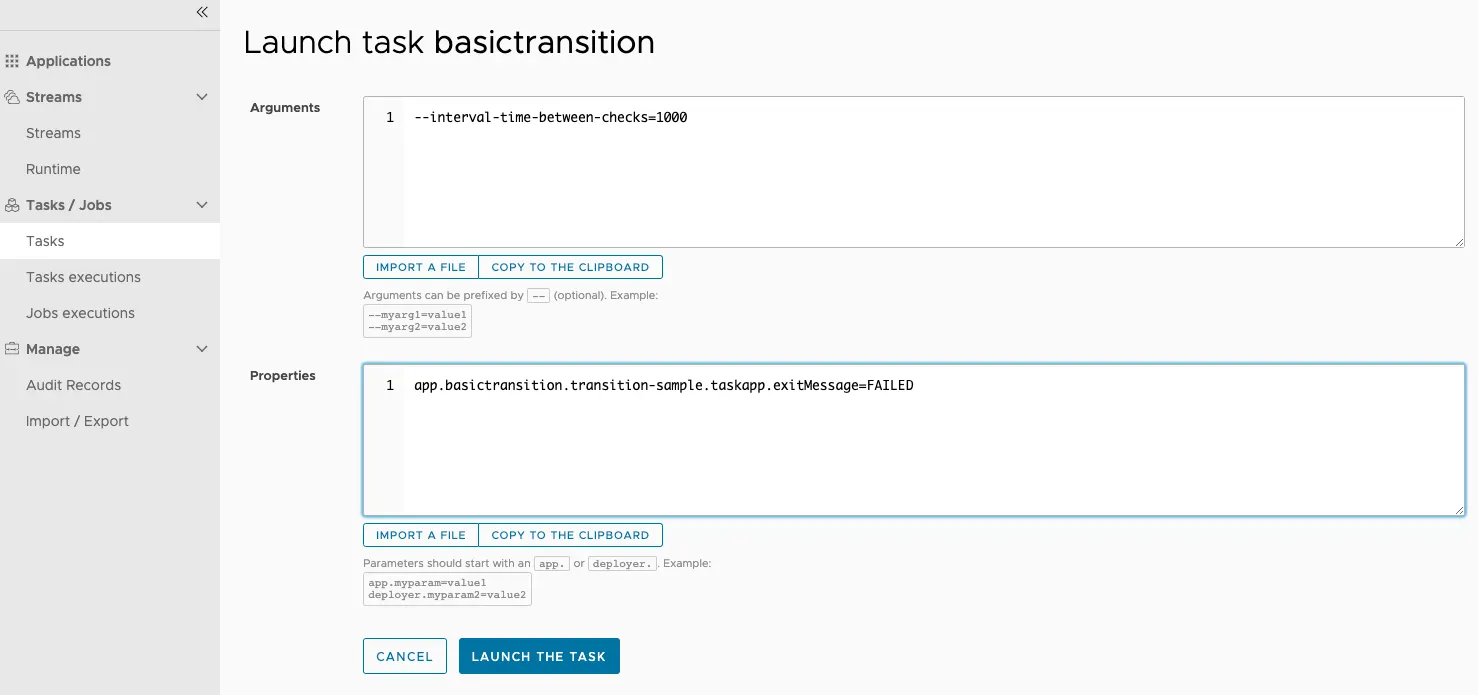 Applications
Streams
Streams
Runtime
Tasks / Jobs
Tasks
Tasks executions
Jobs executions
Manage
Audit Records
Import / Export
Launch task basictransition
Arguments
1 --interval-time-between-checks=1000
IMPORT A FILE COPY TO THE CLIPBOARD
Arguments can be prefixed by -- (optional). Example:
--myarg1=value1
--myarg2=value2
Properties
1 app.basictransition.transition-sample.taskapp.exitMessage=FAILED
IMPORT A FILE COPY TO THE CLIPBOARD
Parameters should start with an app. or deployer. . Example:
app.myparam=value1
deployer.myparam2=value2
CANCEL LAUNCH THE TASK